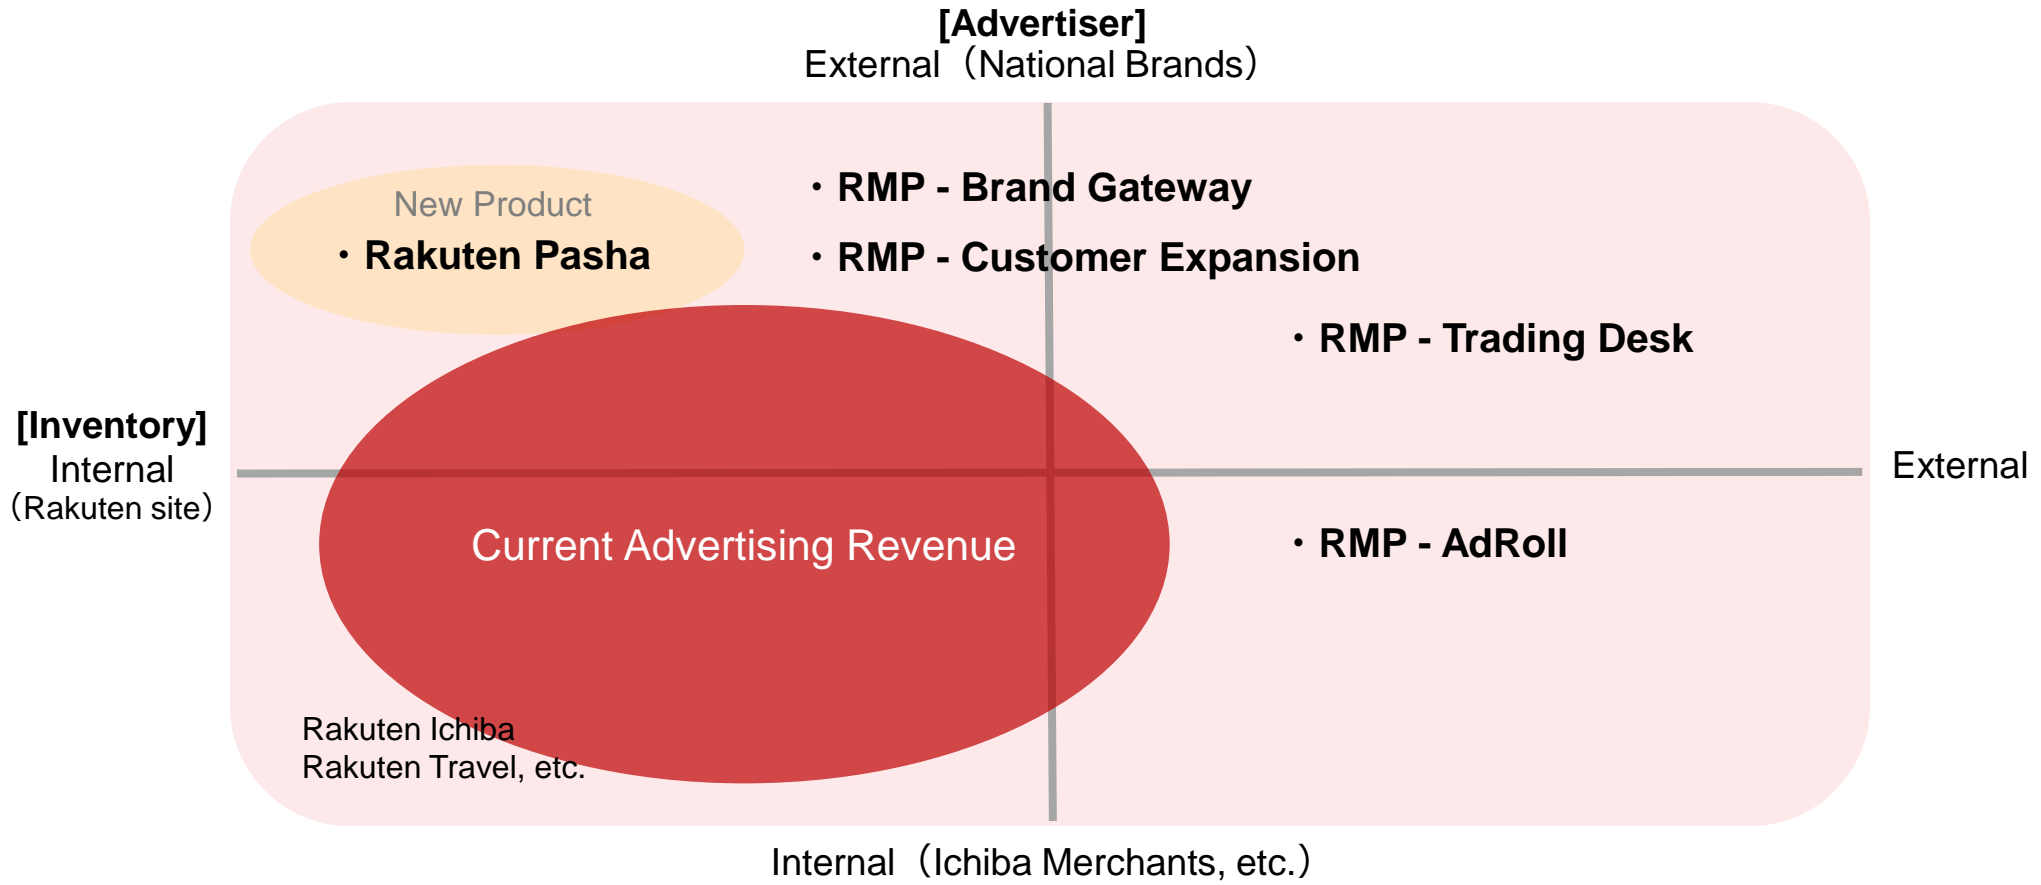 [Advertiser]
External（National Brands）
New Product
・Rakuten Pasha
・RMP - Brand Gateway
・RMP - Customer Expansion
・RMP - Trading Desk
[Inventory]
Internal
（Rakuten site）
External
Current Advertising Revenue
・RMP - AdRoll
Rakuten Ichiba
Rakuten Travel, etc.
Internal（Ichiba Merchants, etc.）